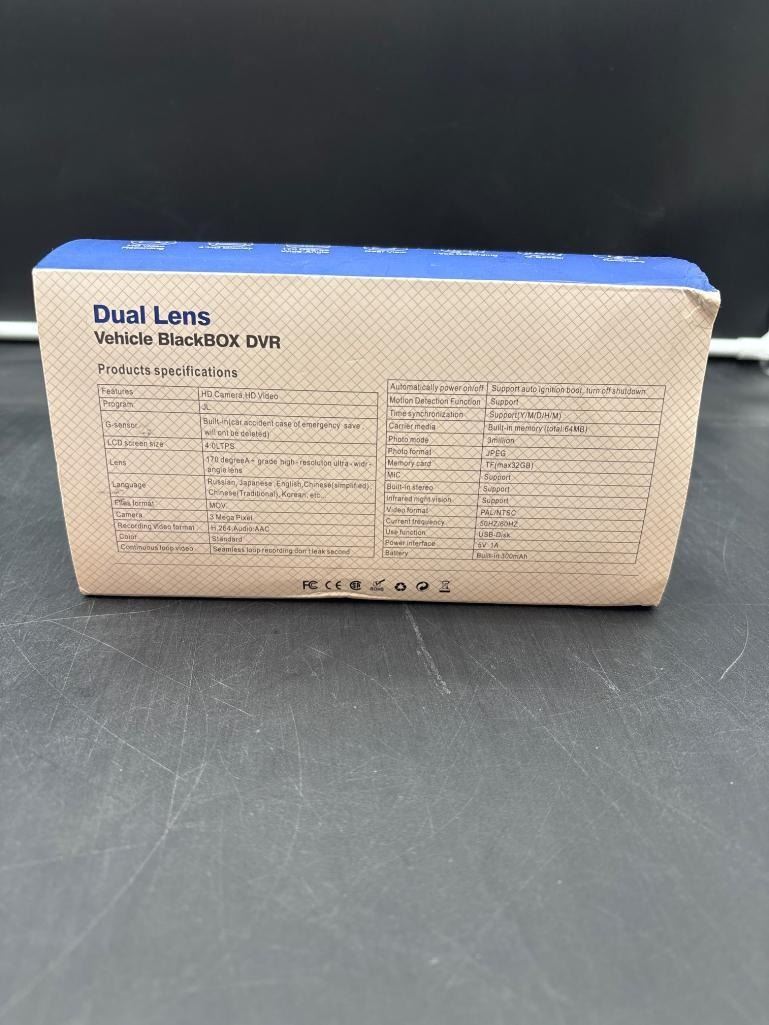 Dual Lens
Vehicle BlackBOX DVR
Products specifications
Features HD Camera,HD Video
Program JL
G-sensor Built-in(car accident case of emergency save
will ont be deleted)
LCD screen size 4.0LTPS
Lens 170 degreeA+ grade high-resoluton ultra-widr-
angle lens
Language Russian, Japanese ,English,Chinese(simplified)
Chinese(Traditional), Korean, etc.
Files format MOV
Camera 3 Mega Pixel
Recording video format H.264,Audio:AAC
Color Standard
Continuous loop video Seamless loop recording don't leak second
Automatically power on/off Support auto ignition boot, turn off shutdown
Motion Detection Function Support
Time synchronization Support(Y/M/D/H/M)
Carrier media Built-in memory (total:64MB)
Photo mode 3million
Photo format JPEG
Memory card TF(max32GB)
MIC Support
Built-in stereo Support
Infrared night vision Support
Video format PAL/NTSC
Current frequency 50HZ/60HZ
Use function USB-Disk
Power interface 5V 1A
Battery Built-in 300mAh
FC CE RoHS